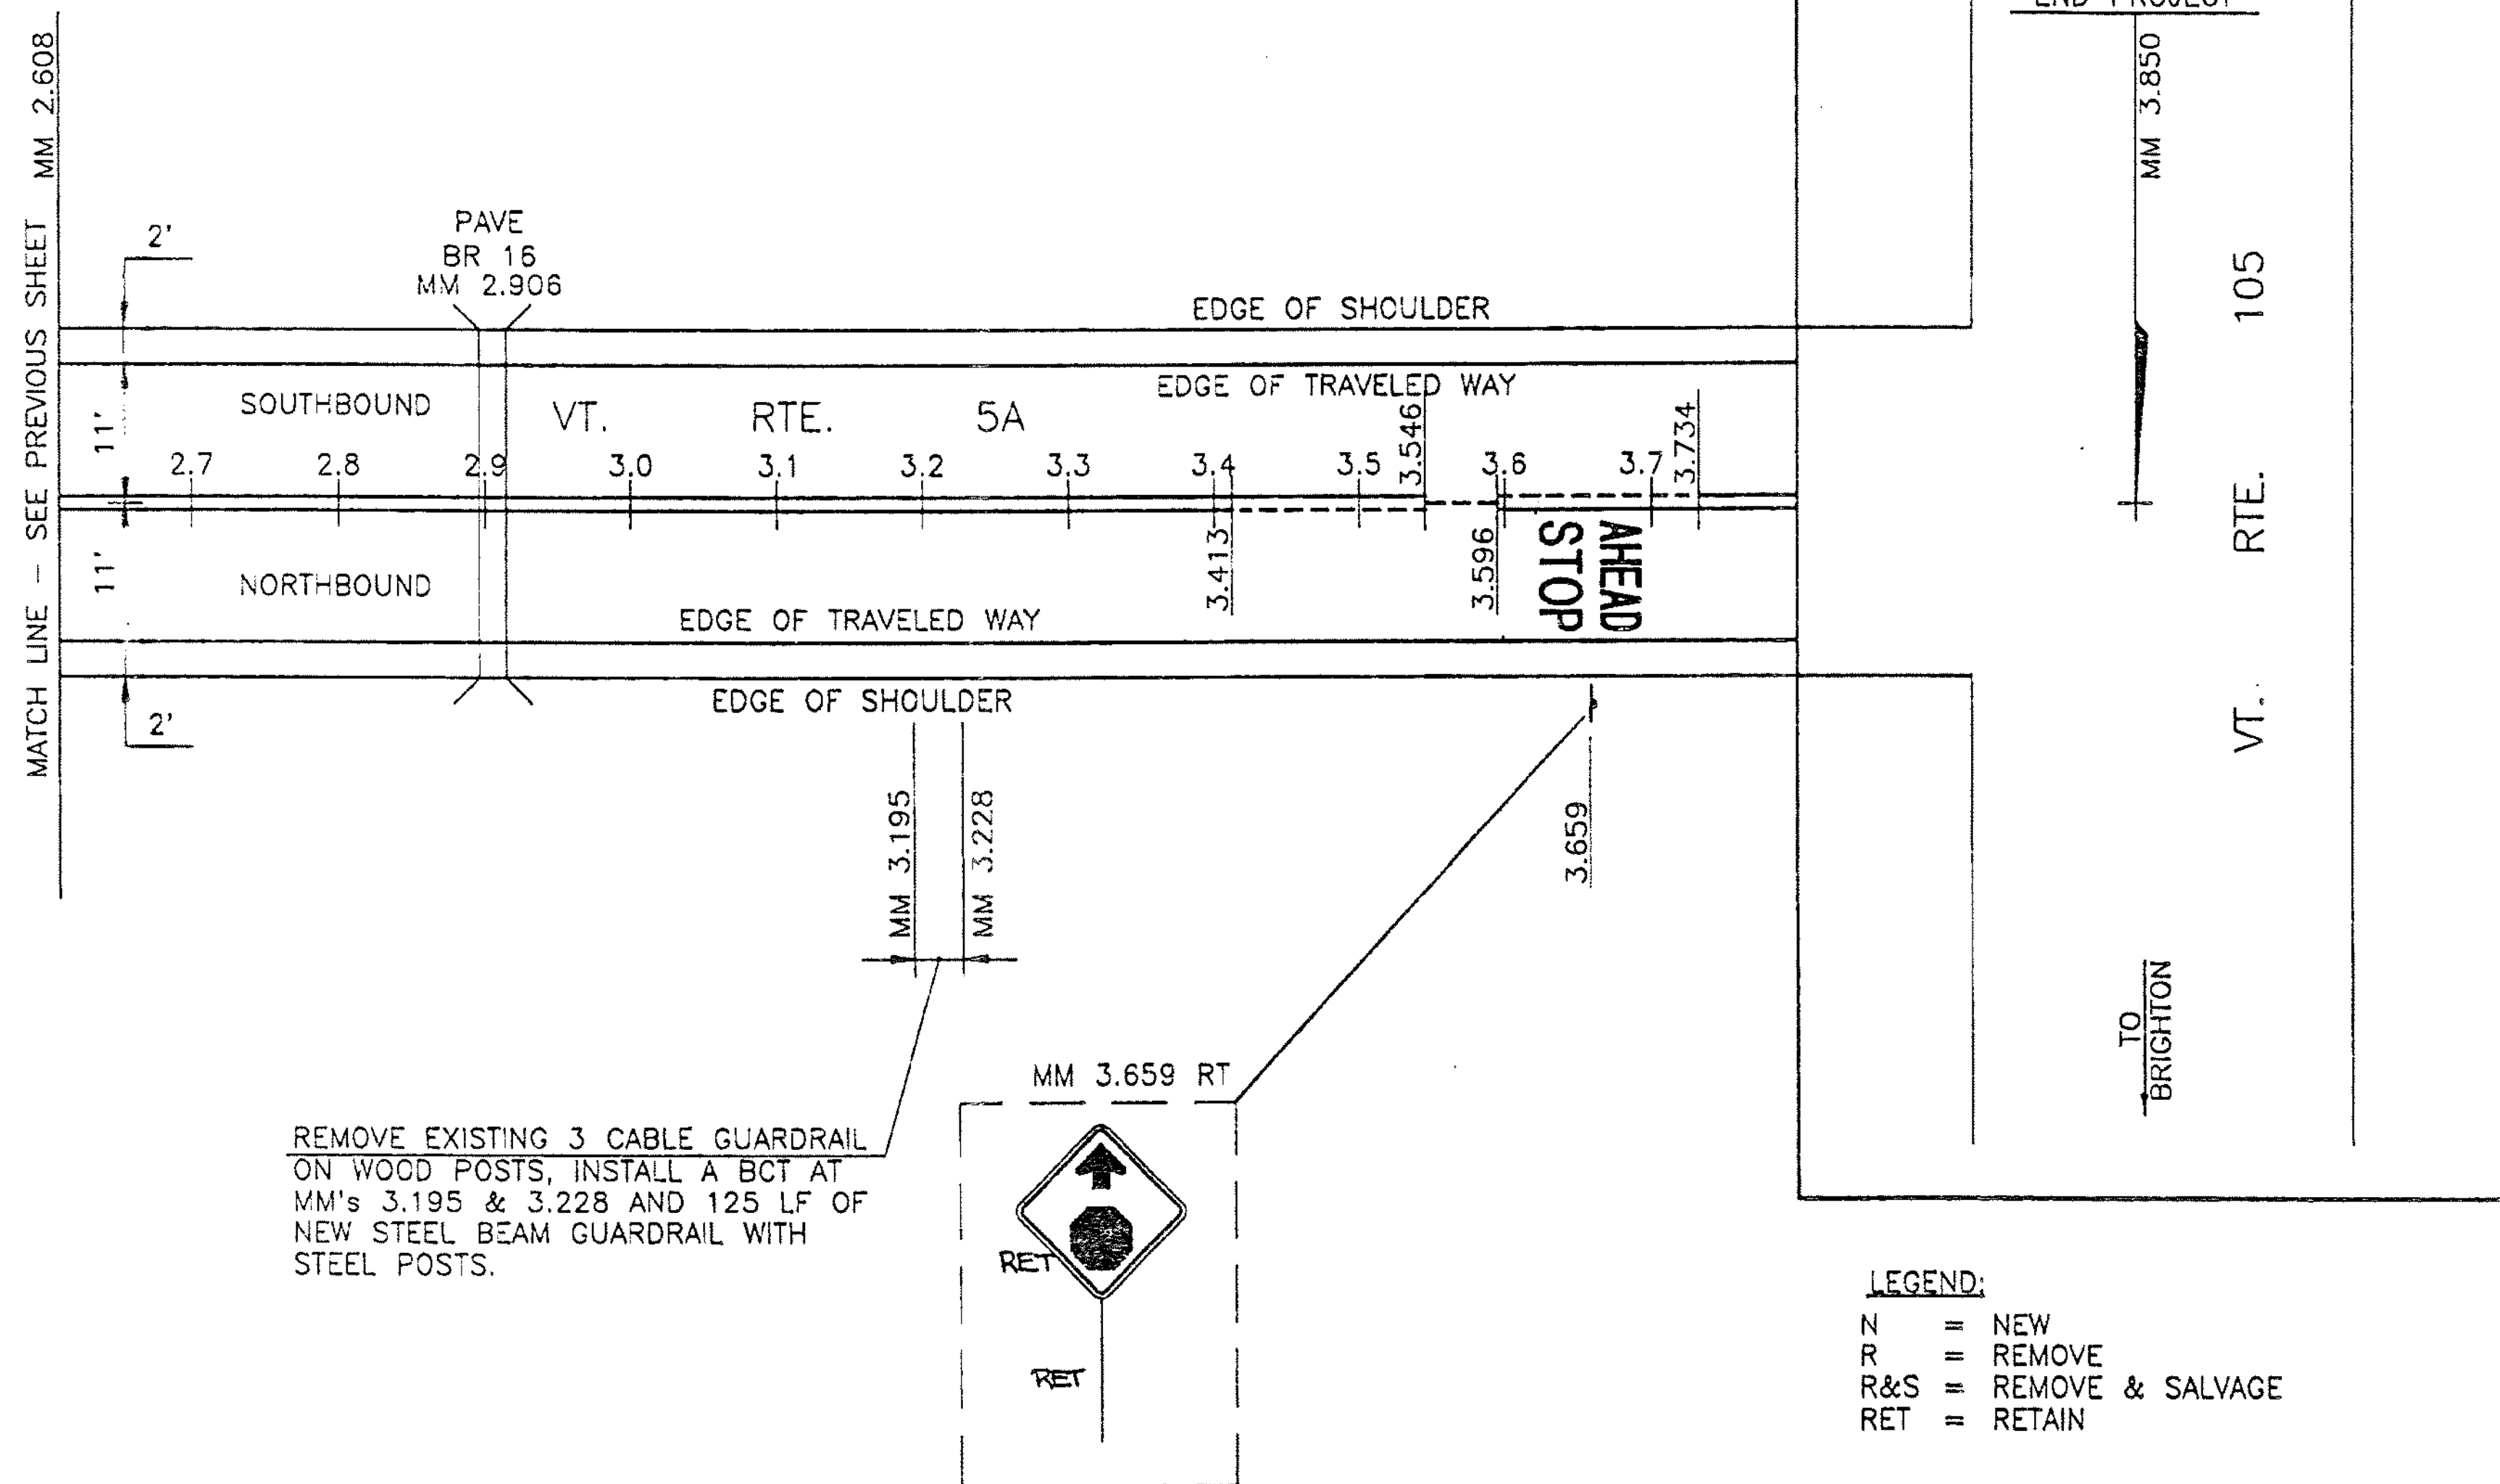 END PROJECT
MM 3.850
MATCH LINE - SEE PREVIOUS SHEET MM 2.608
2'
PAVE
BR 16
MM 2.906
EDGE OF SHOULDER
EDGE OF TRAVELED WAY
11'
SOUTHBOUND
VT. RTE. 5A
2.7 2.8 2.9 3.0 3.1 3.2 3.3 3.4 3.5 3.546 3.6 3.7 3.734
11'
NORTHBOUND
3.413
3.596
STOP
AHEAD
EDGE OF TRAVELED WAY
EDGE OF SHOULDER
2'
VT. RTE. 105
MM 3.195
MM 3.228
3.659
TO
BRIGHTON
MM 3.659 RT
REMOVE EXISTING 3 CABLE GUARDRAIL
ON WOOD POSTS, INSTALL A BCT AT
MM's 3.195 & 3.228 AND 125 LF OF
NEW STEEL BEAM GUARDRAIL WITH
STEEL POSTS.
RET
RET
LEGEND:
N = NEW
R = REMOVE
R&S = REMOVE & SALVAGE
RET = RETAIN